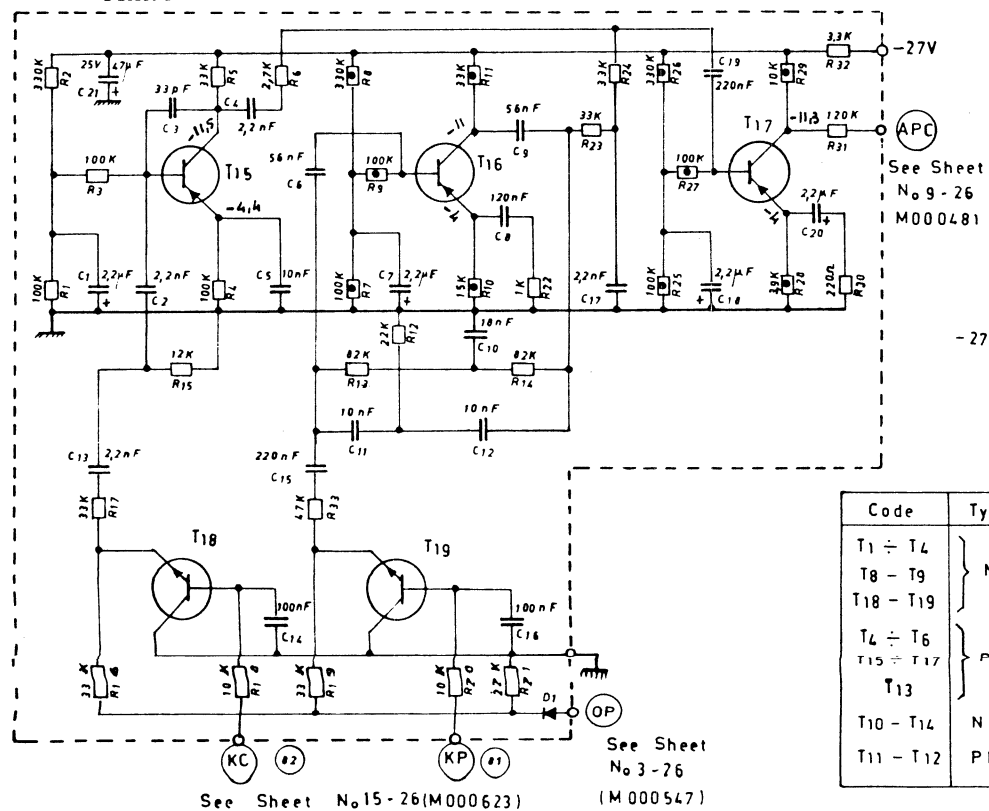 -27V
3,3K
R32
330K
R2
25V 47µF
C21
+
33K
R5
33pF
C3
C4
2,2nF
2,7K
R6
330K
R8
33K
R11
33K
R24
330K
R26
C19
220nF
10K
R29
-11,5
T15
100K
R3
-4,4
56nF
C6
100K
R9
-11
T16
-4
56nF
C9
33K
R23
120nF
C8
100K
R27
T17
-11,3
-4
120K
R31
APC
See Sheet
No 9-26
M000481
2,2µF
C20
+
100K
R1
C1
2,2µF
+
2,2nF
C2
100K
R4
C5
10nF
100K
R7
C7
2,2µF
+
15K
R10
1K
R22
2,2nF
C17
100K
R25
2,2µF
C18
+
39K
R28
220Ω
R30
22K
R12
18nF
C10
-27
12K
R15
82K
R13
82K
R14
10nF
C11
10nF
C12
C13
2,2nF
220nF
C15
33K
R17
47K
R33
T18
T19
100nF
C14
100nF
C16
33K
10K
33K
R19
10K
R20
22K
R21
D1
OP
KC
82
KP
81
See Sheet
No 3-26
(M000547)
See Sheet No 15-26(M000623)
Code Ty
T1 ÷ T4
T8 - T9
T18 - T19
N
T4 ÷ T6
T15 ÷ T17
T13
P
T10 - T14 N
T11 - T12 P